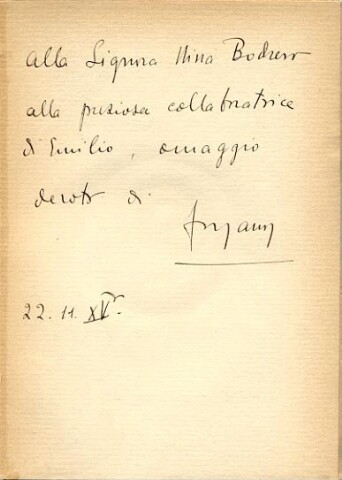 Alla Signora Nina Bodrero
alla preziosa collaboratrice
di Emilio, omaggio
devoto di
22. 11. XV.